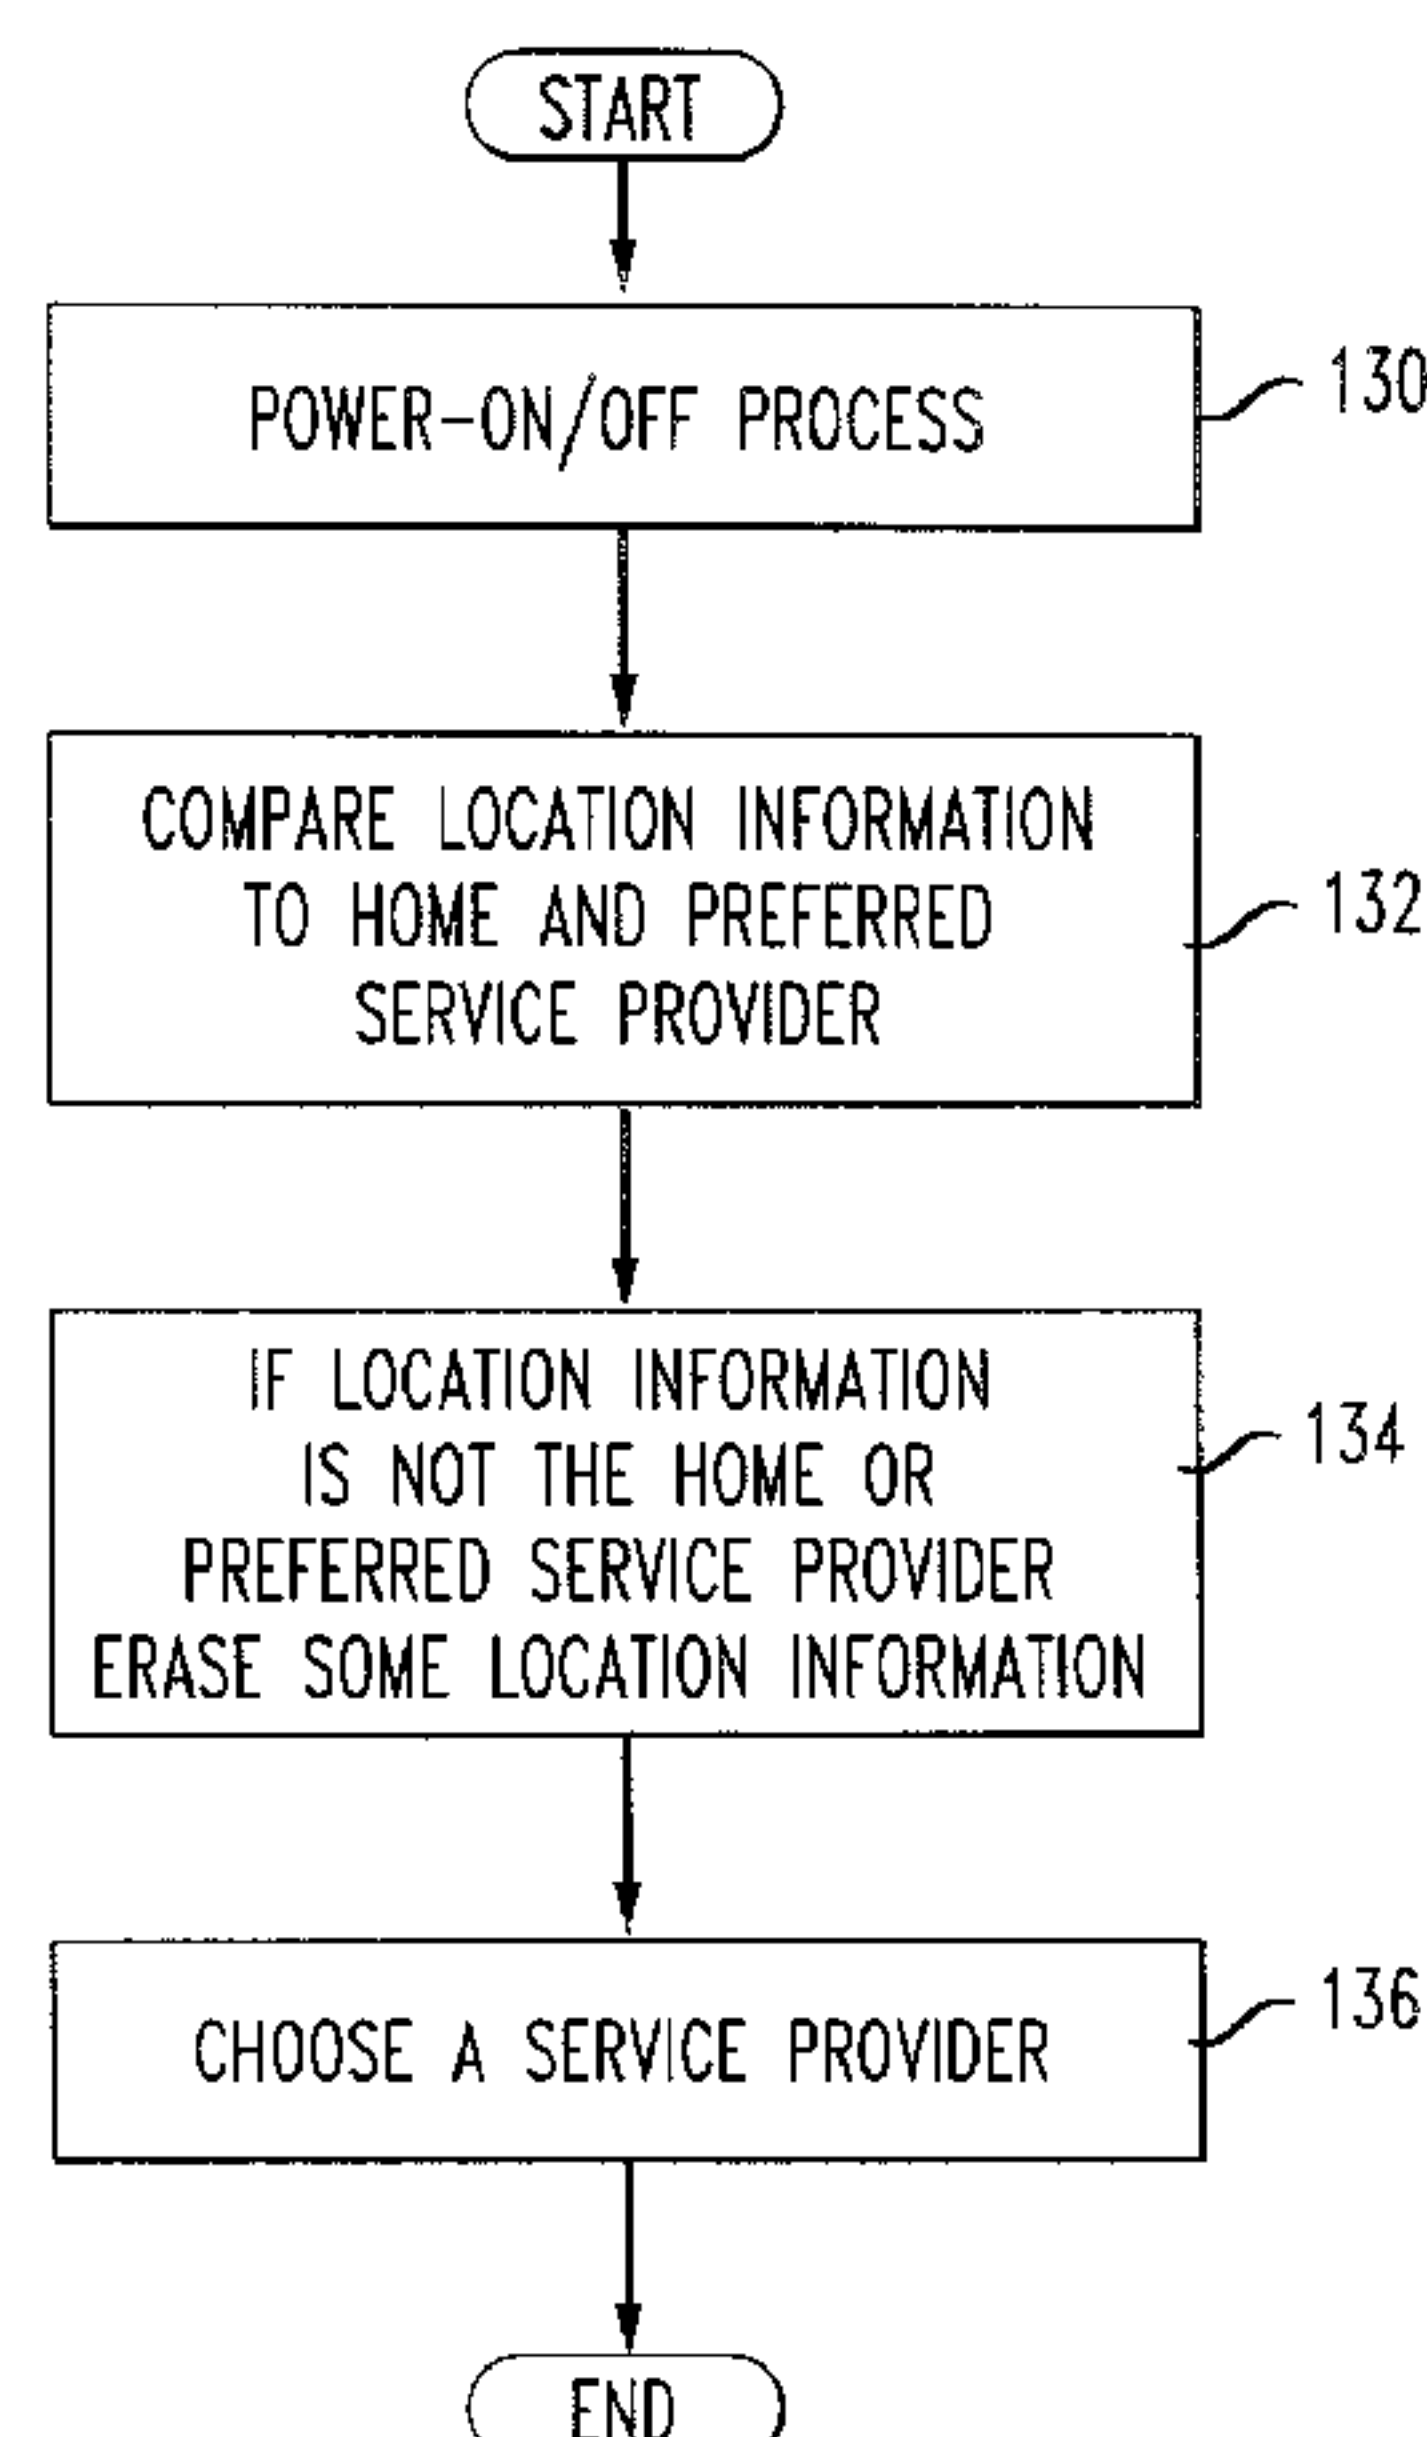 START
POWER-ON/OFF PROCESS
130
COMPARE LOCATION INFORMATION
TO HOME AND PREFERRED
SERVICE PROVIDER
132
IF LOCATION INFORMATION
IS NOT THE HOME OR
PREFERRED SERVICE PROVIDER
ERASE SOME LOCATION INFORMATION
134
CHOOSE A SERVICE PROVIDER
136
END